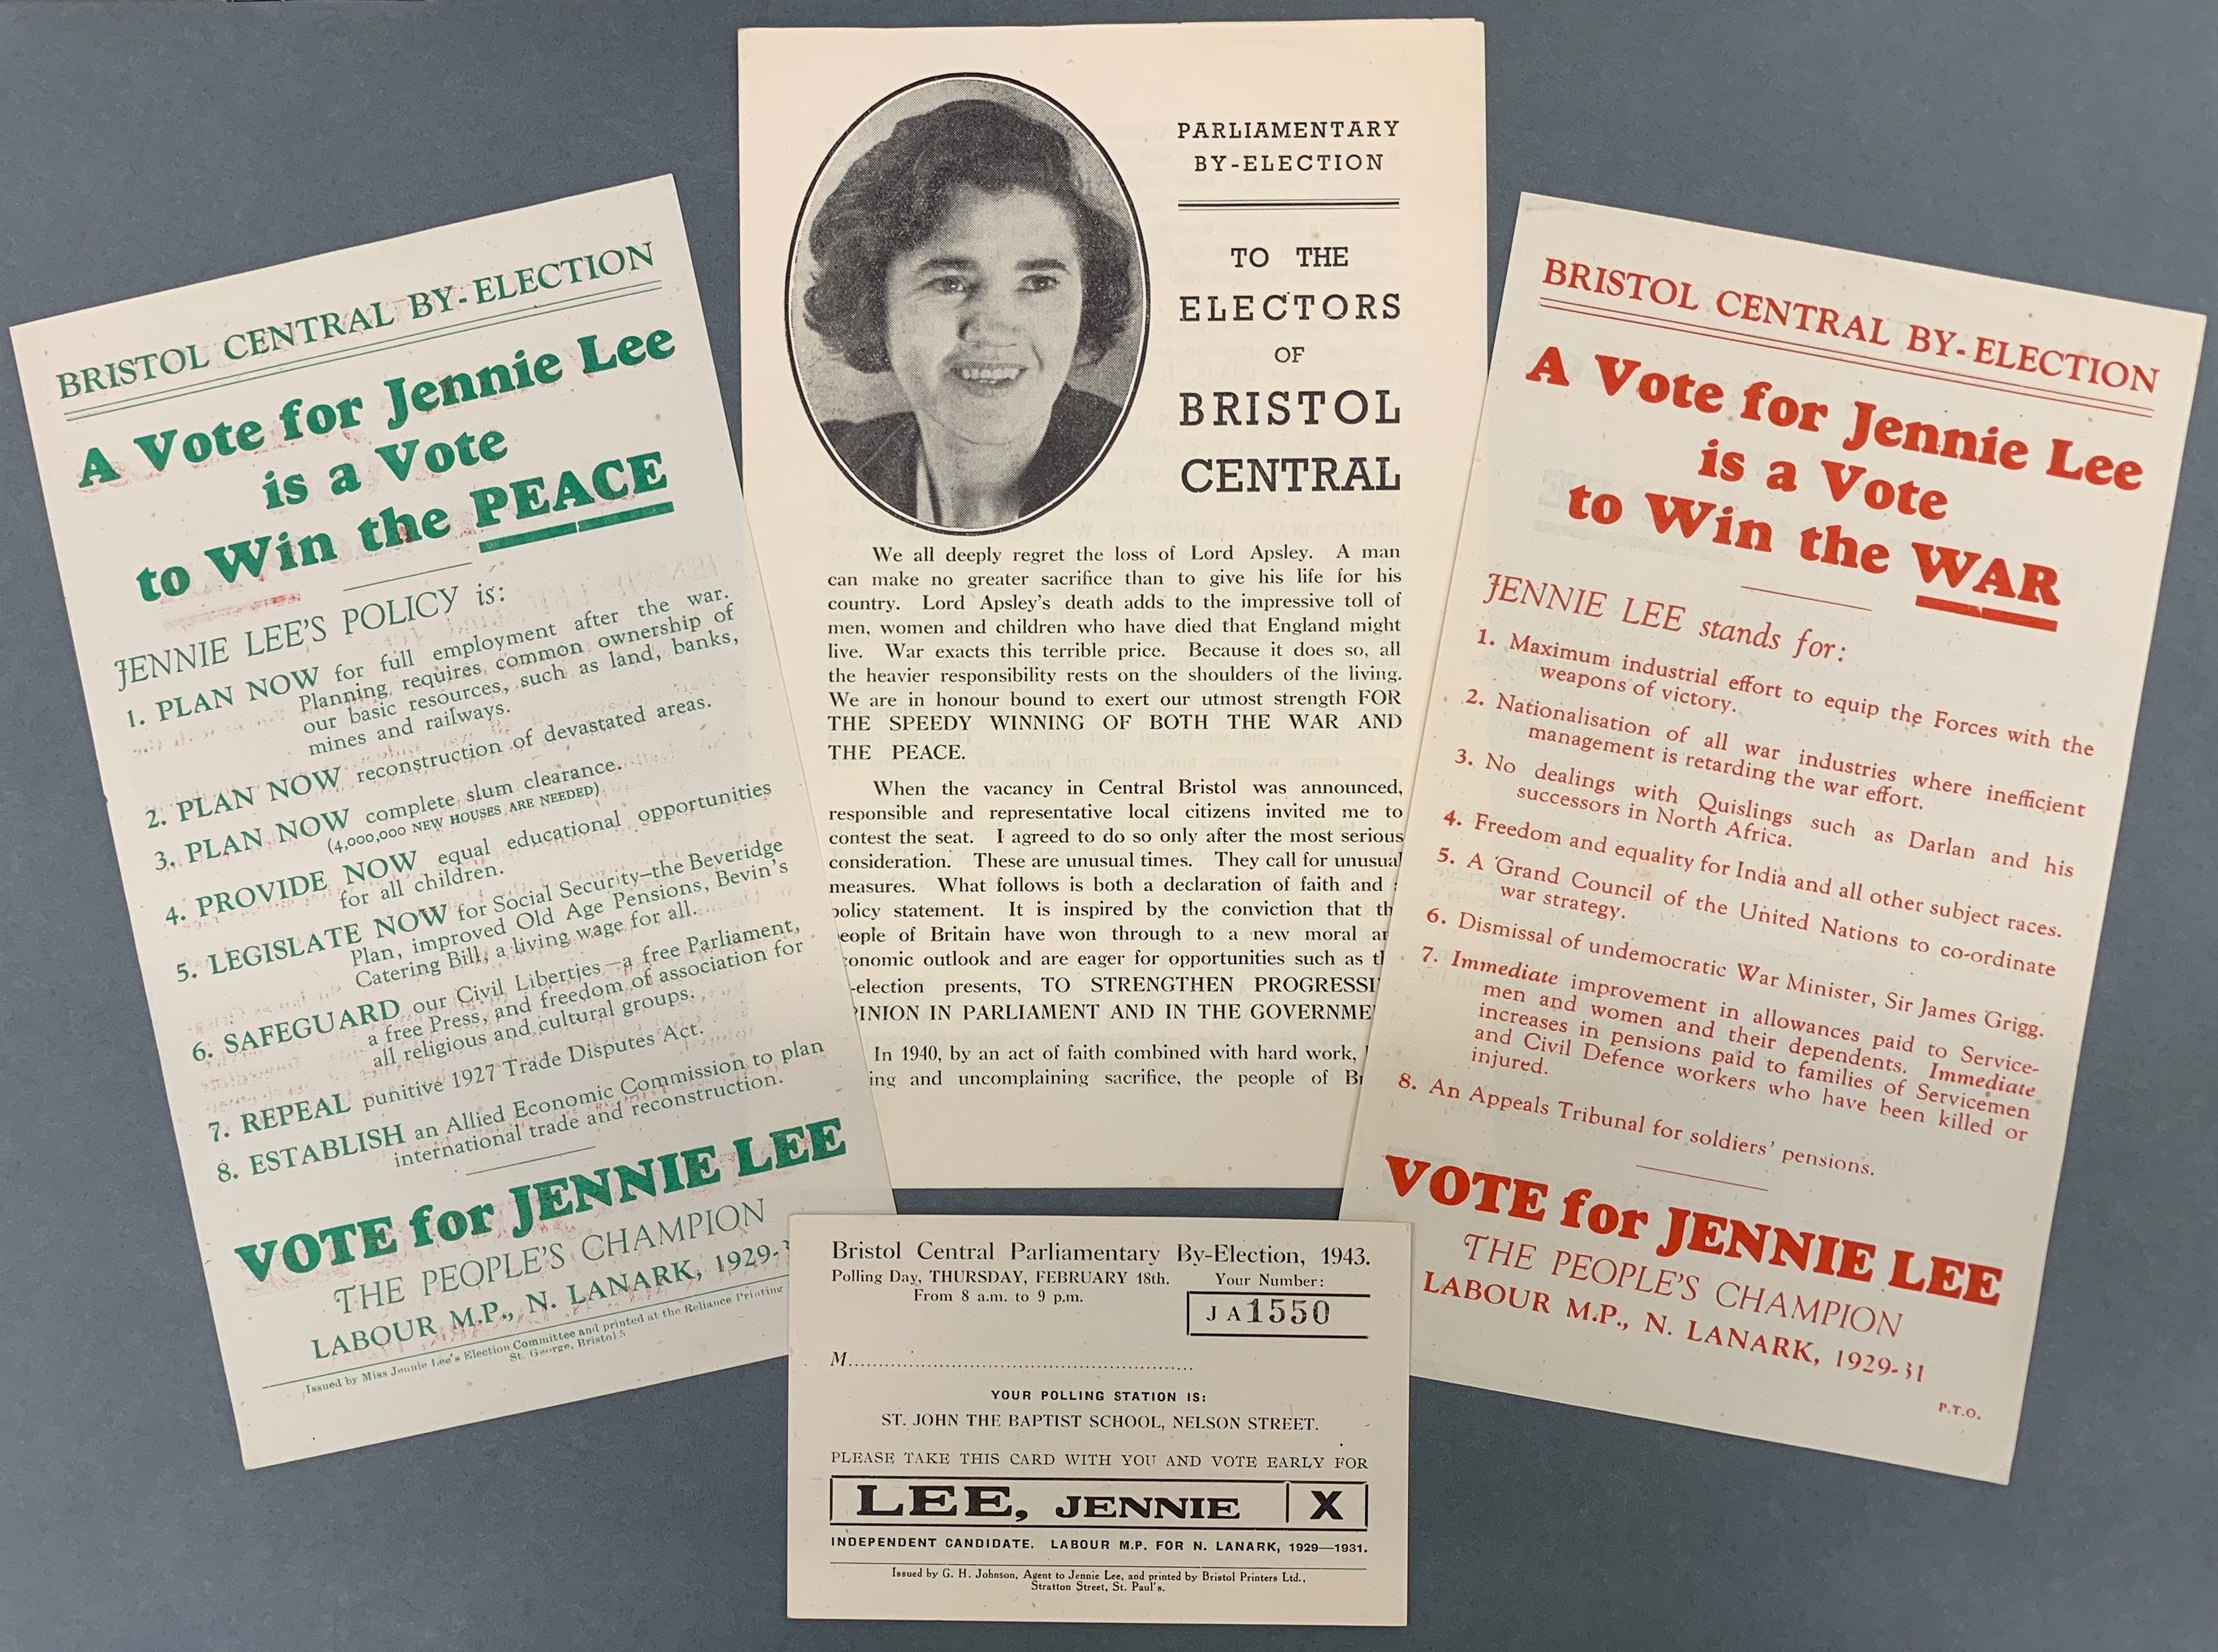 BRISTOL CENTRAL BY-ELECTION
A Vote for Jennie Lee
is a Vote
to Win the PEACE
JENNIE LEE'S POLICY is:
1. PLAN NOW for full employment after the war.
Planning requires common ownership of
our basic resources, such as land, banks,
mines and railways.
2. PLAN NOW reconstruction of devastated areas.
3. PLAN NOW complete slum clearance.
(4,000,000 NEW HOUSES ARE NEEDED)
4. PROVIDE NOW equal educational opportunities
for all children.
5. LEGISLATE NOW for Social Security—the Beveridge
Plan, improved Old Age Pensions, Bevin's
Catering Bill, a living wage for all.
6. SAFEGUARD our Civil Liberties—a free Parliament,
a free Press, and freedom of association for
all religious and cultural groups.
7. REPEAL punitive 1927 Trade Disputes Act.
8. ESTABLISH an Allied Economic Commission to plan
international trade and reconstruction.
VOTE for JENNIE LEE
THE PEOPLE'S CHAMPION
LABOUR M.P., N. LANARK, 1929-3
Issued by Miss Jennie Lee's Election Committee and printed at the Reliance Printing
St. George, Bristol 5
PARLIAMENTARY
BY-ELECTION
TO THE
ELECTORS
OF
BRISTOL
CENTRAL
We all deeply regret the loss of Lord Apsley. A man
can make no greater sacrifice than to give his life for his
country. Lord Apsley's death adds to the impressive toll of
men, women and children who have died that England might
live. War exacts this terrible price. Because it does so, all
the heavier responsibility rests on the shoulders of the living.
We are in honour bound to exert our utmost strength FOR
THE SPEEDY WINNING OF BOTH THE WAR AND
THE PEACE.
When the vacancy in Central Bristol was announced,
responsible and representative local citizens invited me to
contest the seat. I agreed to do so only after the most serious
consideration. These are unusual times. They call for unusual
measures. What follows is both a declaration of faith and
policy statement. It is inspired by the conviction that th
eople of Britain have won through to a new moral an
conomic outlook and are eager for opportunities such as th
-election presents, TO STRENGTHEN PROGRESSI
PINION IN PARLIAMENT AND IN THE GOVERNME
In 1940, by an act of faith combined with hard work,
ing and uncomplaining sacrifice, the people of Br
BRISTOL CENTRAL BY-ELECTION
A Vote for Jennie Lee
is a Vote
to Win the WAR
JENNIE LEE stands for:
1. Maximum industrial effort to equip the Forces with the
weapons of victory.
2. Nationalisation of all war industries where inefficient
management is retarding the war effort.
3. No dealings with Quislings such as Darlan and his
successors in North Africa.
4. Freedom and equality for India and all other subject races.
5. A Grand Council of the United Nations to co-ordinate
war strategy.
6. Dismissal of undemocratic War Minister, Sir James Grigg.
7. Immediate improvement in allowances paid to Service-
men and women and their dependents. Immediate
increases in pensions paid to families of Servicemen
and Civil Defence workers who have been killed or
injured.
8. An Appeals Tribunal for soldiers' pensions.
VOTE for JENNIE LEE
THE PEOPLE'S CHAMPION
LABOUR M.P., N. LANARK, 1929-31
P.T.O.
Bristol Central Parliamentary By-Election, 1943.
Polling Day, THURSDAY, FEBRUARY 18th.
From 8 a.m. to 9 p.m.
Your Number:
J A 1550
M..........................................................
YOUR POLLING STATION IS:
ST. JOHN THE BAPTIST SCHOOL, NELSON STREET.
PLEASE TAKE THIS CARD WITH YOU AND VOTE EARLY FOR
LEE, JENNIE X
INDEPENDENT CANDIDATE. LABOUR M.P. FOR N. LANARK, 1929—1931.
Issued by G. H. Johnson, Agent to Jennie Lee, and printed by Bristol Printers Ltd.,
Stratton Street, St. Paul's.